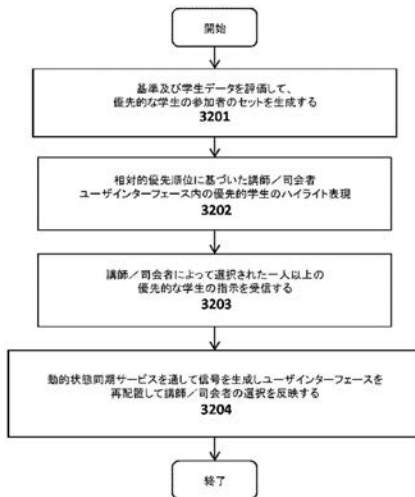 開始
基準及び学生データを評価して、
優先的な学生の参加者のセットを生成する
3201
相対的優先順位に基づいた講師／司会者
ユーザインターフェース内の優先的学生のハイライト表現
3202
講師／司会者によって選択された一人以上の
優先的な学生の指示を受信する
3203
動的状態同期サービスを通して信号を生成しユーザインターフェースを
再配置して講師／司会者の選択を反映する
3204
終了